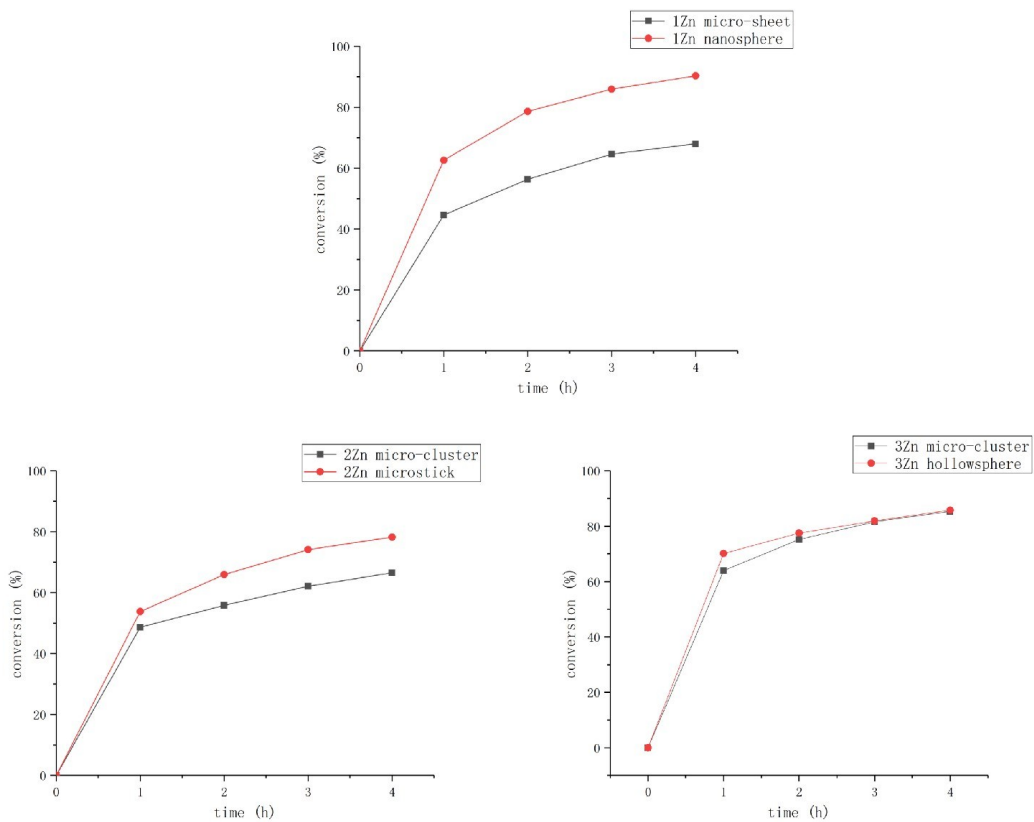 1Zn micro-sheet
1Zn nanosphere
100
80
60
40
20
0
conversion (%)
0 1 2 3 4
time (h)
2Zn micro-cluster
2Zn microstick
100
80
60
40
20
0
conversion (%)
0 1 2 3 4
time (h)
3Zn micro-cluster
3Zn hollowsphere
100
80
60
40
20
0
conversion (%)
0 1 2 3 4
time (h)